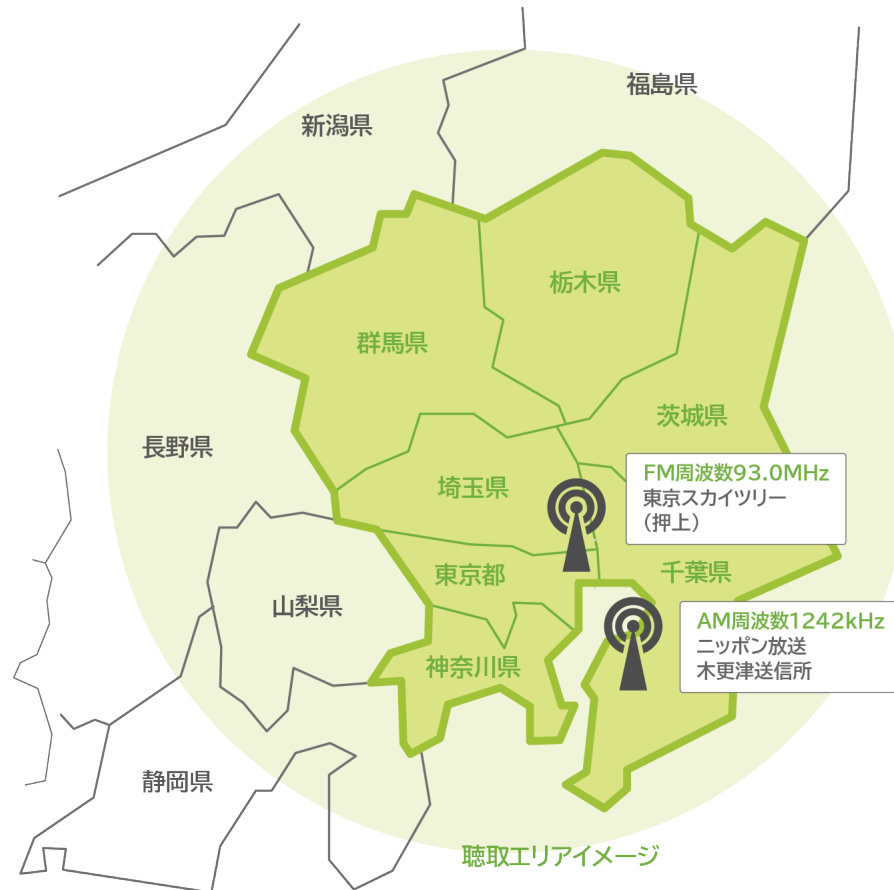 福島県
新潟県
栃木県
群馬県
茨城県
長野県
埼玉県
FM周波数93.0MHz
東京スカイツリー
(押上)
東京都
千葉県
山梨県
AM周波数1242kHz
ニッポン放送
木更津送信所
神奈川県
静岡県
聴取エリアイメージ